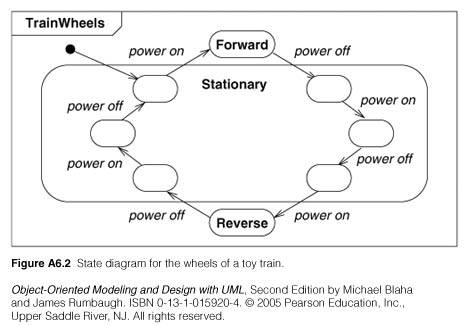 TrainWheels
power on
Forward
power off
Stationary
power off
power on
power on
power off
power off
Reverse
power on
Figure A6.2 State diagram for the wheels of a toy train.
Object-Oriented Modeling and Design with UML, Second Edition by Michael Blaha
and James Rumbaugh. ISBN 0-13-1-015920-4. © 2005 Pearson Education, Inc.,
Upper Saddle River, NJ. All rights reserved.